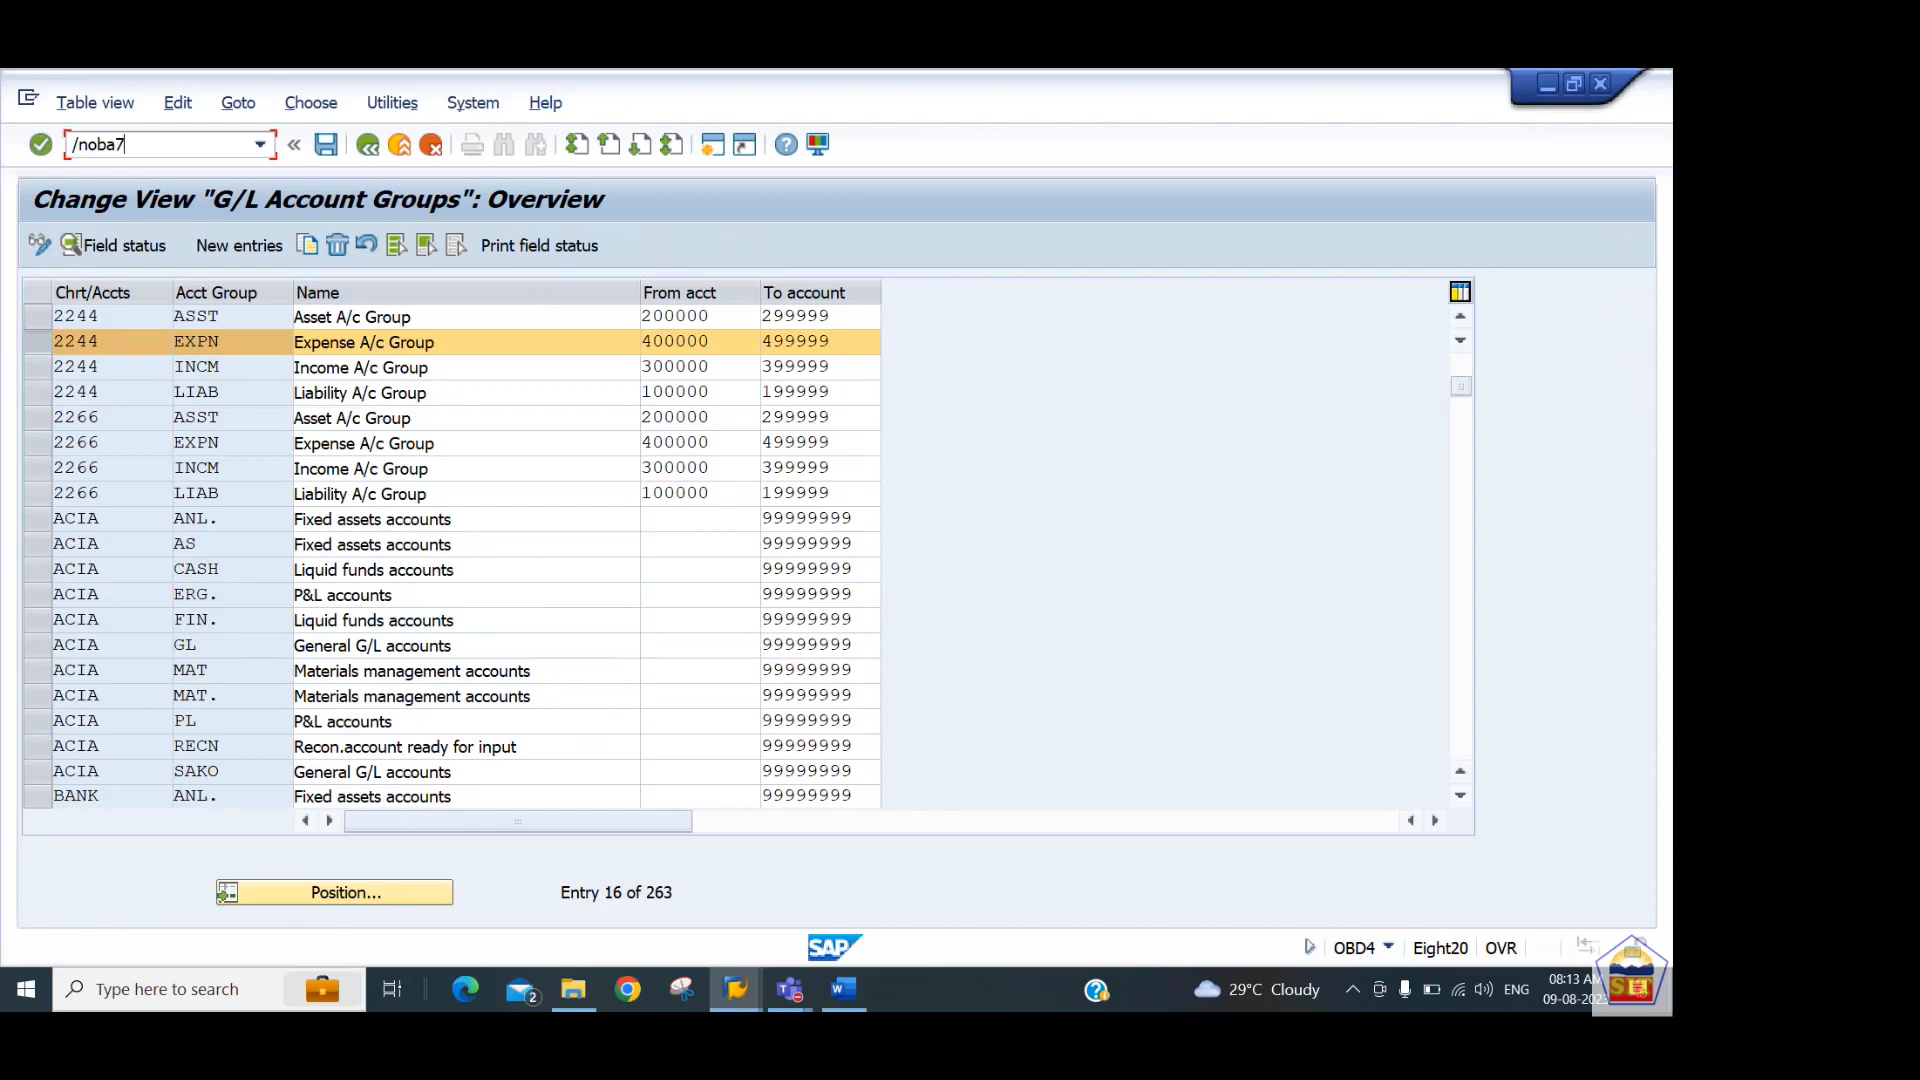 Table view Edit Goto Choose Utilities System Help
/noba7
Change View "G/L Account Groups": Overview
Field status New entries Print field status
Chrt/Accts Acct Group Name From acct To account
2244 ASST Asset A/c Group 200000 299999
2244 EXPN Expense A/c Group 400000 499999
2244 INCM Income A/c Group 300000 399999
2244 LIAB Liability A/c Group 100000 199999
2266 ASST Asset A/c Group 200000 299999
2266 EXPN Expense A/c Group 400000 499999
2266 INCM Income A/c Group 300000 399999
2266 LIAB Liability A/c Group 100000 199999
ACIA ANL. Fixed assets accounts 99999999
ACIA AS Fixed assets accounts 99999999
ACIA CASH Liquid funds accounts 99999999
ACIA ERG. P&L accounts 99999999
ACIA FIN. Liquid funds accounts 99999999
ACIA GL General G/L accounts 99999999
ACIA MAT Materials management accounts 99999999
ACIA MAT. Materials management accounts 99999999
ACIA PL P&L accounts 99999999
ACIA RECN Recon.account ready for input 99999999
ACIA SAKO General G/L accounts 99999999
BANK ANL. Fixed assets accounts 99999999
Position... Entry 16 of 263
SAP OBD4 Eight20 OVR
Type here to search 2 29°C Cloudy ENG 08:13 AM
09-08-202